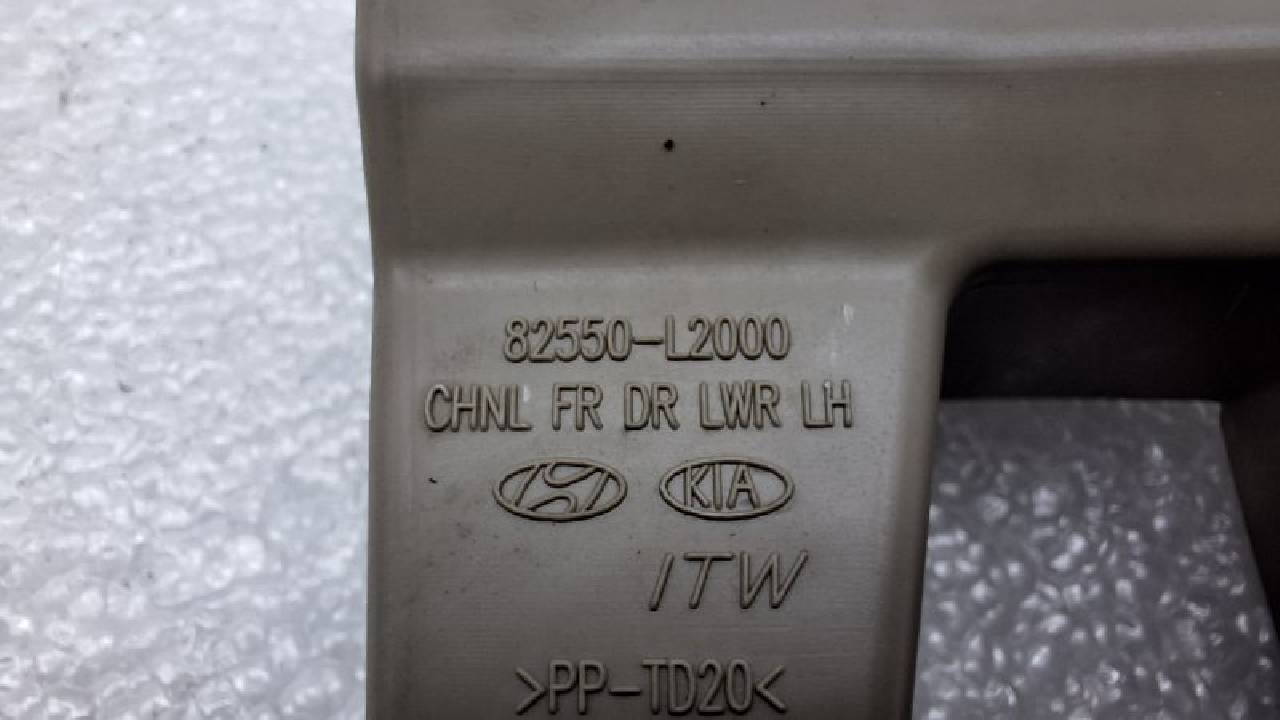 82550-L2000
CHNL FR DR LWR LH
KIA
ITW
>PP-TD20<